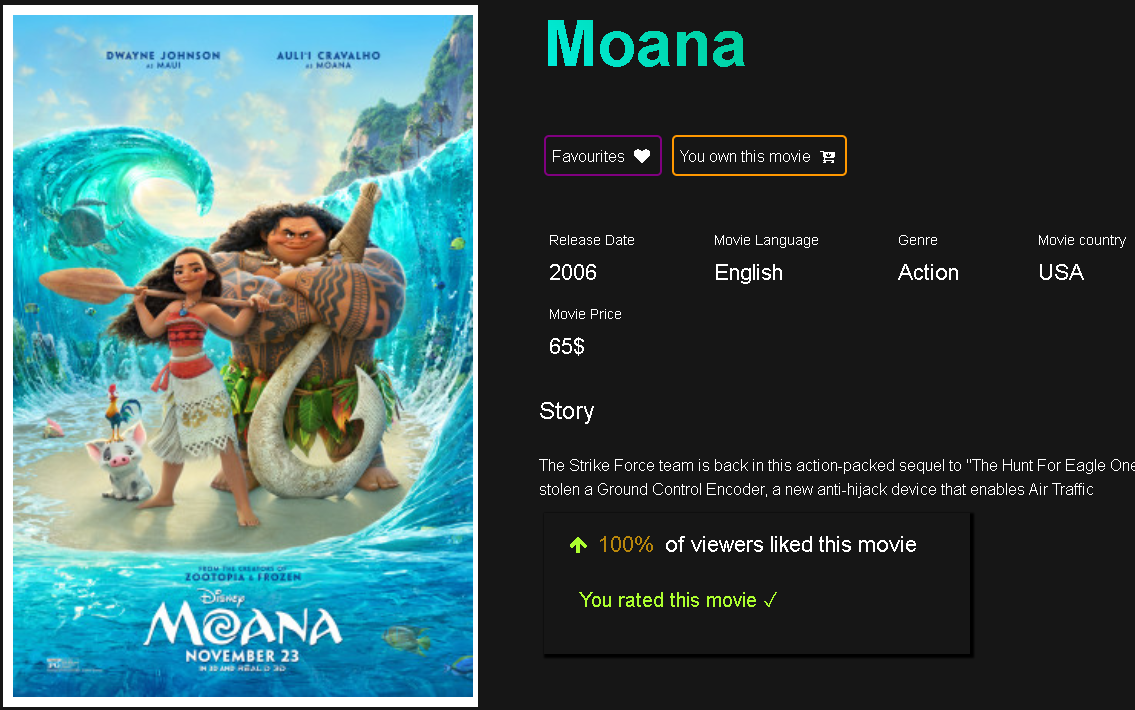 DWAYNE JOHNSON
AS MAUI
AULI'I CRAVALHO
AS MOANA
FROM THE CREATORS OF
ZOOTOPIA & FROZEN
Disney
MOANA
NOVEMBER 23
IN 3D AND REALD 3D
Moana
Favourites
You own this movie
Release Date
Movie Language
Genre
Movie country
2006
English
Action
USA
Movie Price
65$
Story
The Strike Force team is back in this action-packed sequel to "The Hunt For Eagle One
stolen a Ground Control Encoder, a new anti-hijack device that enables Air Traffic
100% of viewers liked this movie
You rated this movie ✓